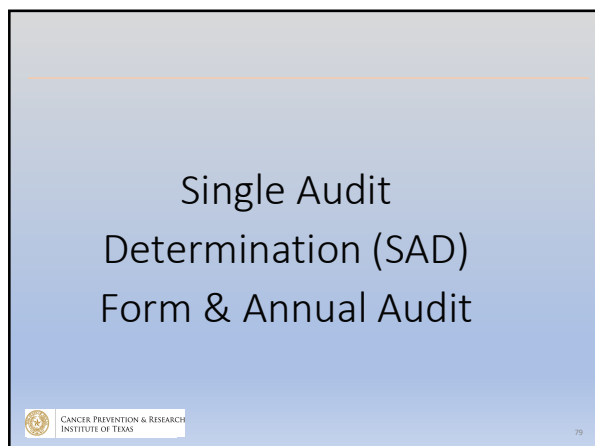 Single Audit
Determination (SAD)
Form & Annual Audit
CANCER PREVENTION & RESEARCH
INSTITUTE OF TEXAS
79